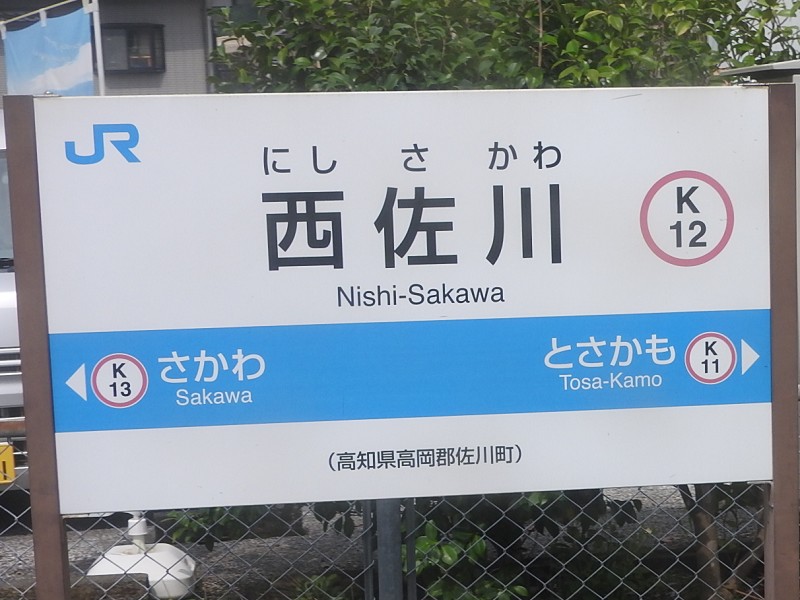 JR
にし さ かわ
西佐川
K
12
Nishi-Sakawa
K
13
さかわ
Sakawa
とさかも
Tosa-Kamo
K
11
(高知県高岡郡佐川町)